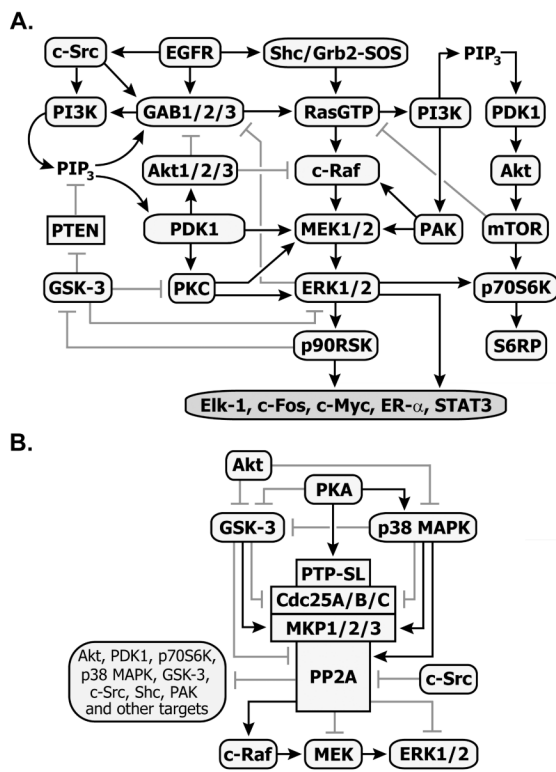 A.
c-Src
EGFR
Shc/Grb2-SOS
PIP3
PI3K
GAB1/2/3
RasGTP
PI3K
PDK1
PIP3
Akt1/2/3
c-Raf
Akt
PTEN
PDK1
MEK1/2
PAK
mTOR
GSK-3
PKC
ERK1/2
p70S6K
p90RSK
S6RP
Elk-1, c-Fos, c-Myc, ER-α, STAT3
B.
Akt
PKA
GSK-3
p38 MAPK
PTP-SL
Cdc25A/B/C
MKP1/2/3
Akt, PDK1, p70S6K,
p38 MAPK, GSK-3,
c-Src, Shc, PAK
and other targets
PP2A
c-Src
c-Raf
MEK
ERK1/2